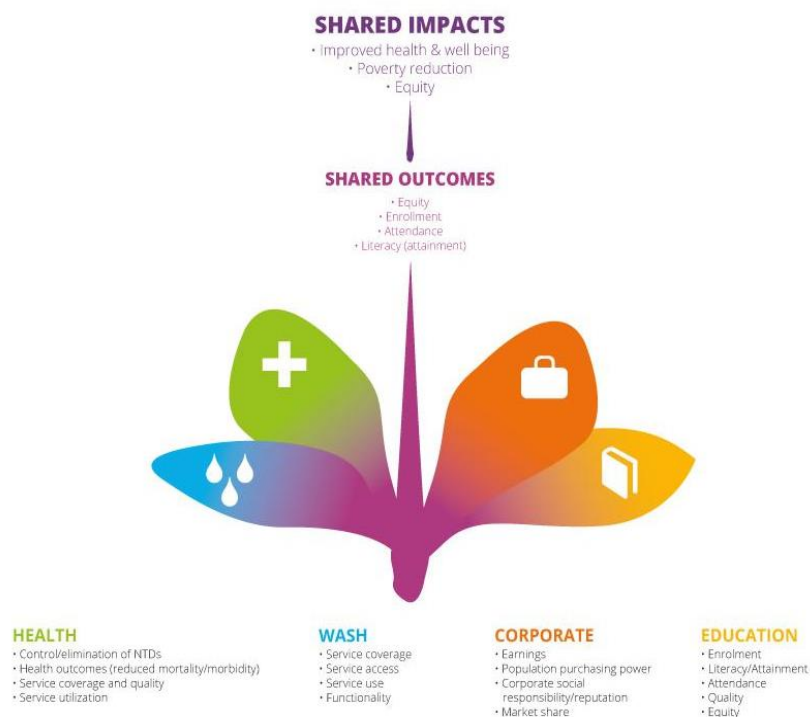 SHARED IMPACTS
• Improved health & well being
• Poverty reduction
• Equity
SHARED OUTCOMES
• Equity
• Enrollment
• Attendance
• Literacy (attainment)
HEALTH
• Control/elimination of NTDs
• Health outcomes (reduced mortality/morbidity)
• Service coverage and quality
• Service utilization
WASH
• Service coverage
• Service access
• Service use
• Functionality
CORPORATE
• Earnings
• Population purchasing power
• Corporate social
responsibility/reputation
• Market share
EDUCATION
• Enrolment
• Literacy/Attainment
• Attendance
• Quality
• Equity